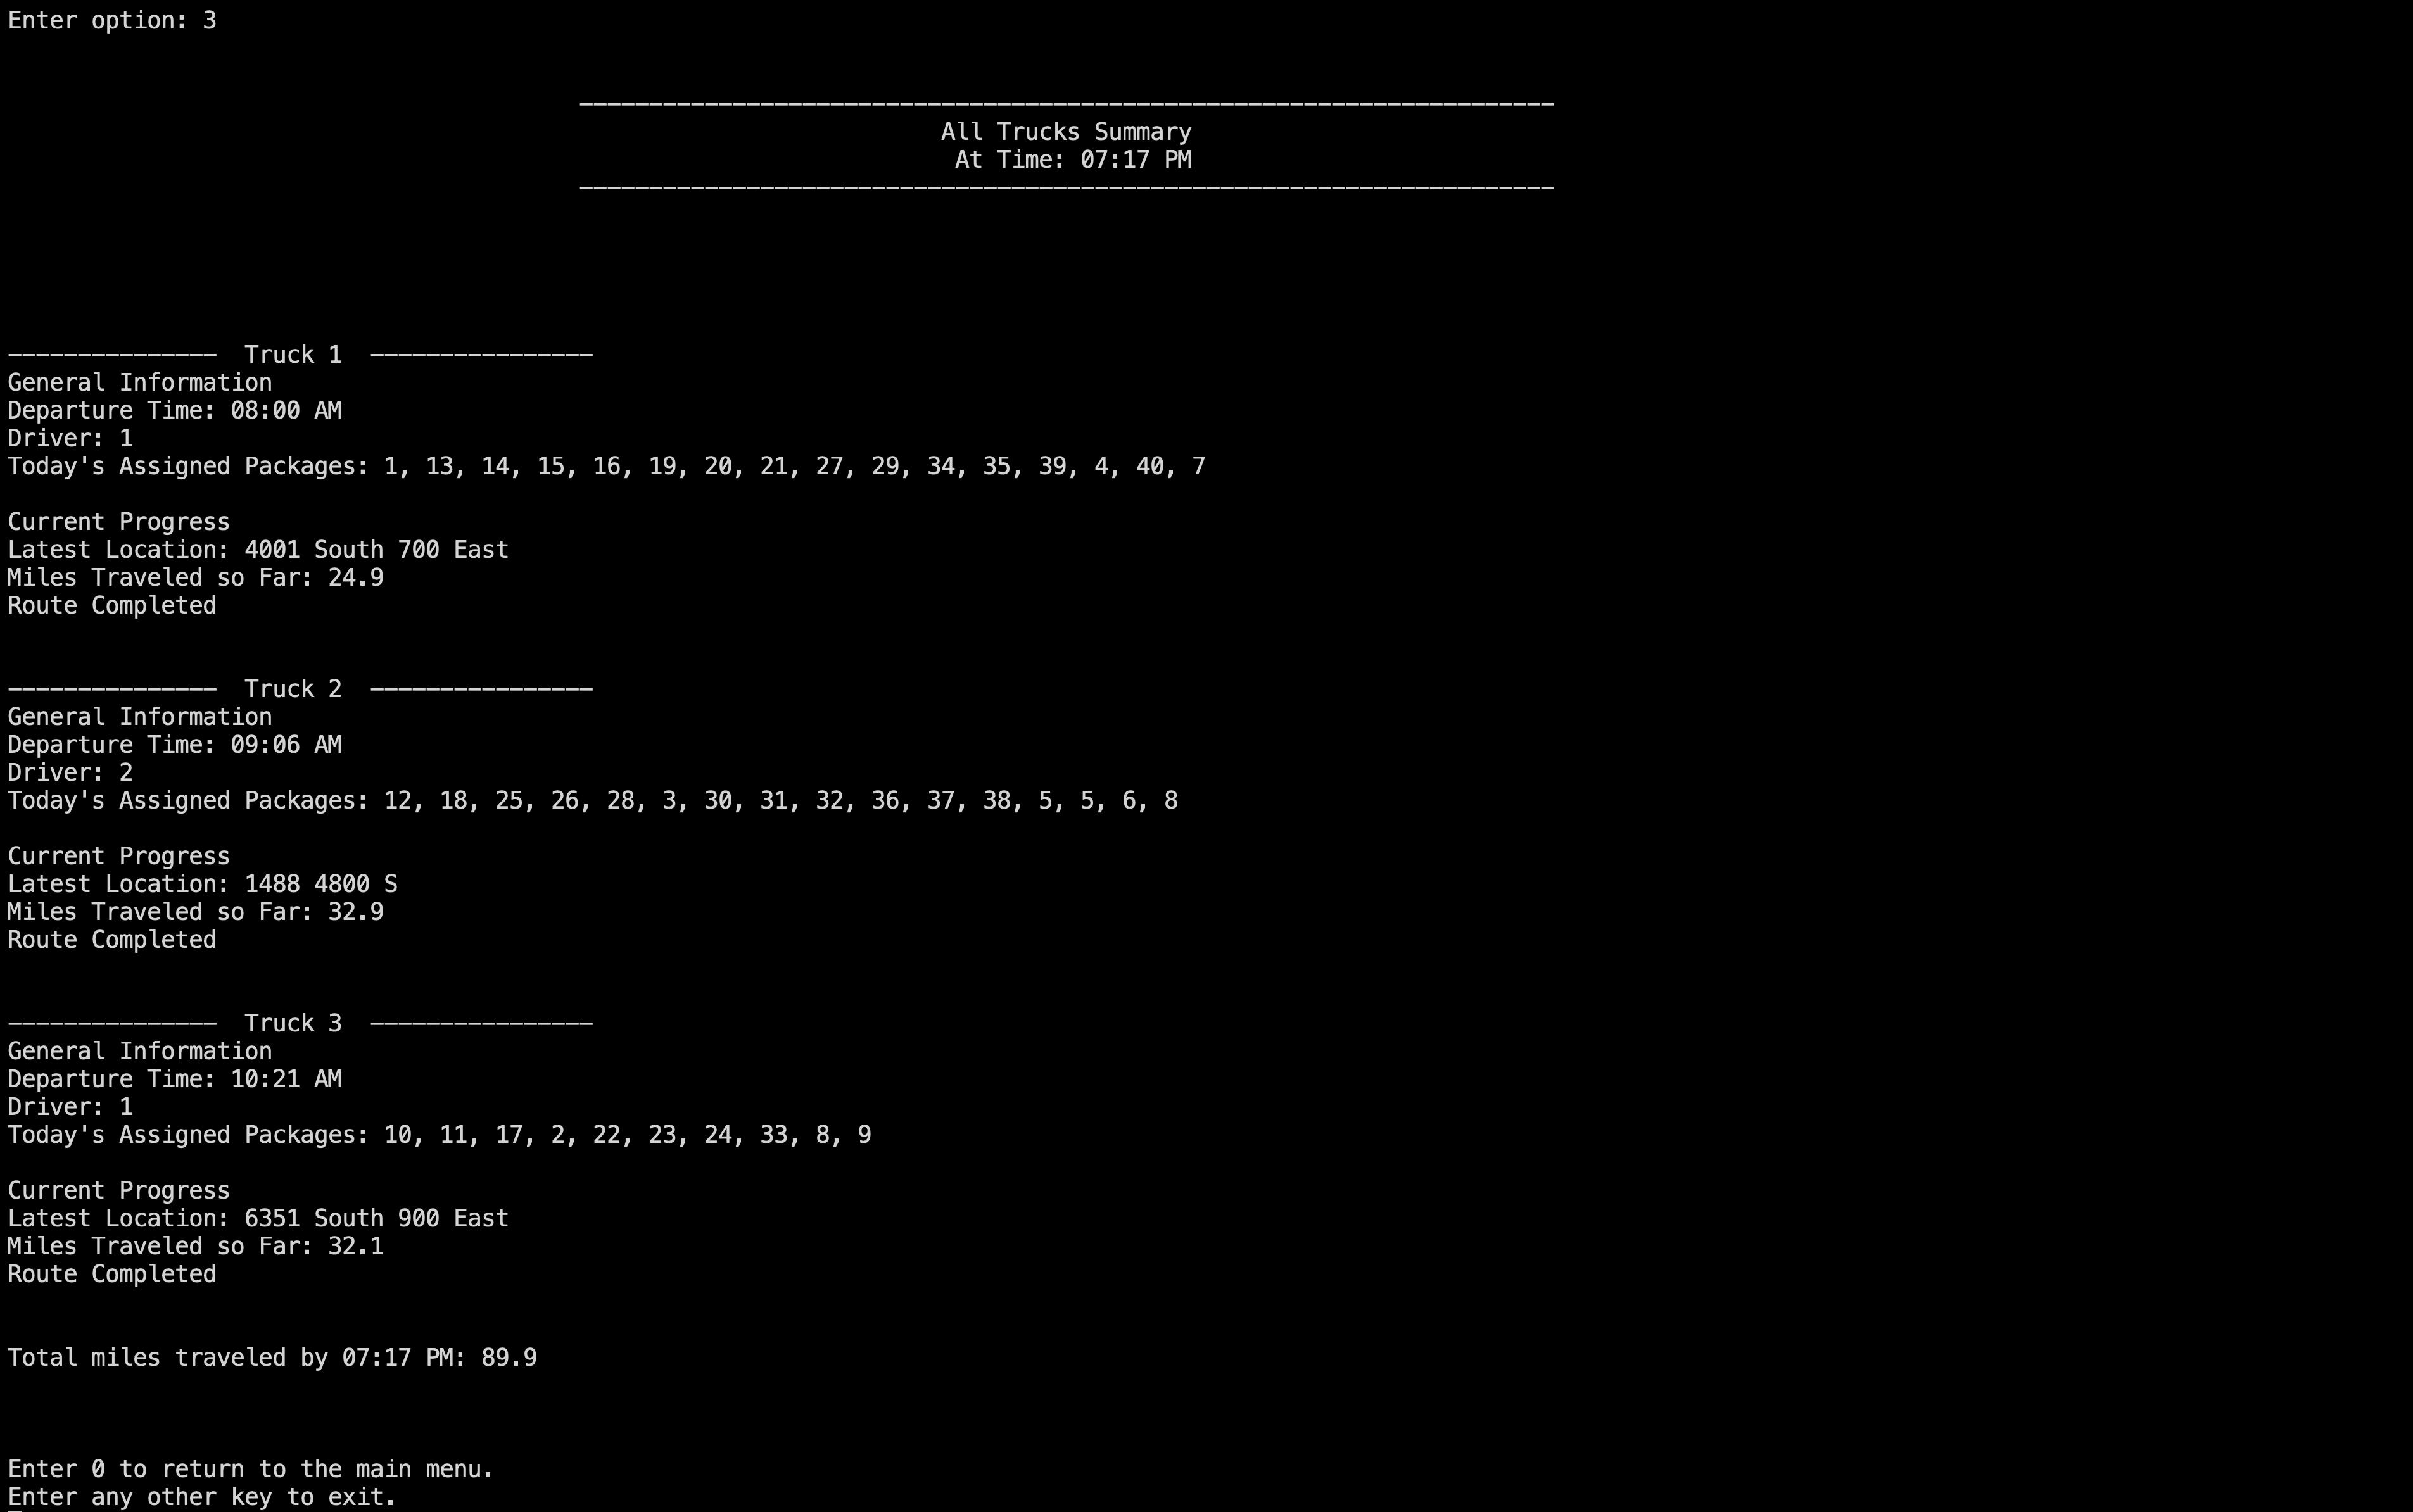 Enter option: 3
----------------------------------------------------------------------
All Trucks Summary
At Time: 07:17 PM
----------------------------------------------------------------------
---------------  Truck 1  ----------------
General Information
Departure Time: 08:00 AM
Driver: 1
Today's Assigned Packages: 1, 13, 14, 15, 16, 19, 20, 21, 27, 29, 34, 35, 39, 4, 40, 7
Current Progress
Latest Location: 4001 South 700 East
Miles Traveled so Far: 24.9
Route Completed
---------------  Truck 2  ----------------
General Information
Departure Time: 09:06 AM
Driver: 2
Today's Assigned Packages: 12, 18, 25, 26, 28, 3, 30, 31, 32, 36, 37, 38, 5, 5, 6, 8
Current Progress
Latest Location: 1488 4800 S
Miles Traveled so Far: 32.9
Route Completed
---------------  Truck 3  ----------------
General Information
Departure Time: 10:21 AM
Driver: 1
Today's Assigned Packages: 10, 11, 17, 2, 22, 23, 24, 33, 8, 9
Current Progress
Latest Location: 6351 South 900 East
Miles Traveled so Far: 32.1
Route Completed
Total miles traveled by 07:17 PM: 89.9
Enter 0 to return to the main menu.
Enter any other key to exit.